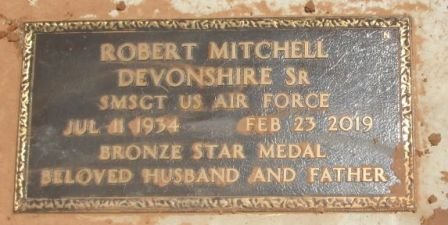 ROBERT MITCHELL
DEVONSHIRE SR
SMSGT US AIR FORCE
JUL 11 1934 FEB 23 2019
BRONZE STAR MEDAL
BELOVED HUSBAND AND FATHER